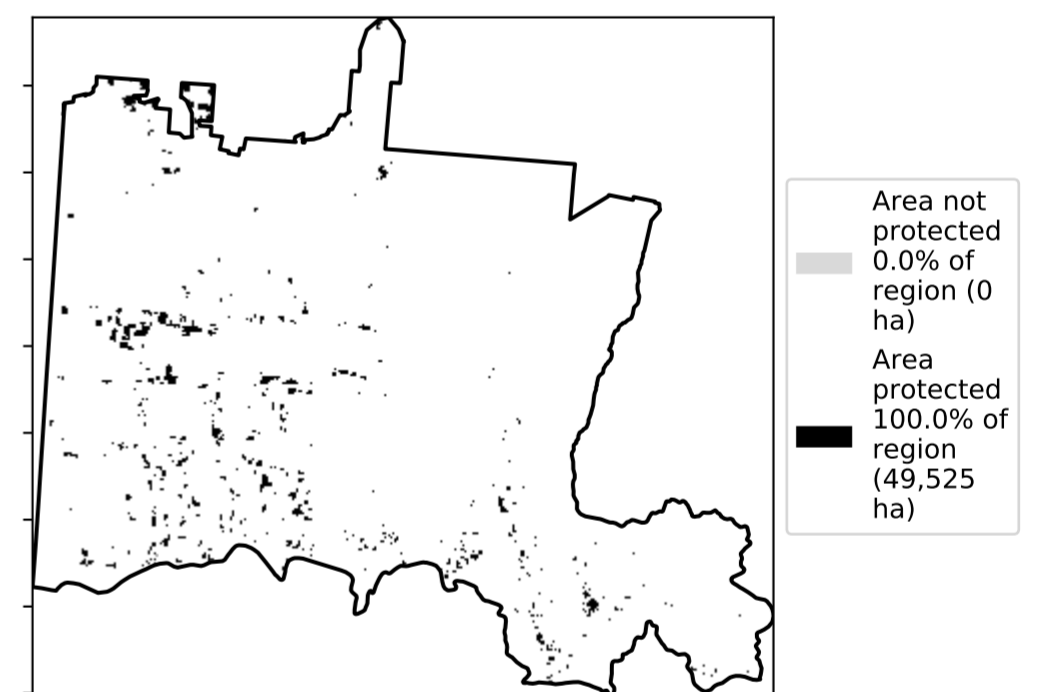 Area not
protected
0.0% of
region (0
ha)
Area
protected
100.0% of
region
(49,525
ha)